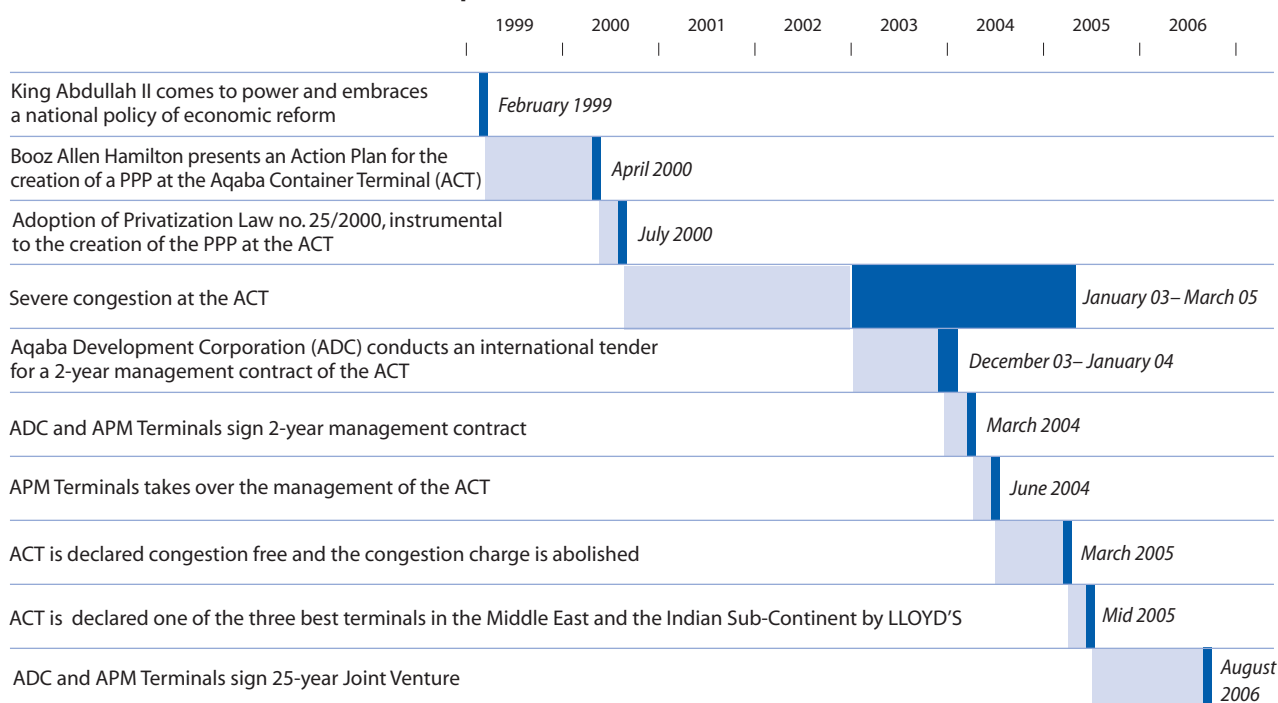 1999 2000 2001 2002 2003 2004 2005 2006
King Abdullah II comes to power and embraces
a national policy of economic reform
February 1999
Booz Allen Hamilton presents an Action Plan for the
creation of a PPP at the Aqaba Container Terminal (ACT)
April 2000
Adoption of Privatization Law no. 25/2000, instrumental
to the creation of the PPP at the ACT
July 2000
Severe congestion at the ACT
January 03– March 05
Aqaba Development Corporation (ADC) conducts an international tender
for a 2-year management contract of the ACT
December 03– January 04
ADC and APM Terminals sign 2-year management contract
March 2004
APM Terminals takes over the management of the ACT
June 2004
ACT is declared congestion free and the congestion charge is abolished
March 2005
ACT is declared one of the three best terminals in the Middle East and the Indian Sub-Continent by LLOYD'S
Mid 2005
ADC and APM Terminals sign 25-year Joint Venture
August
2006